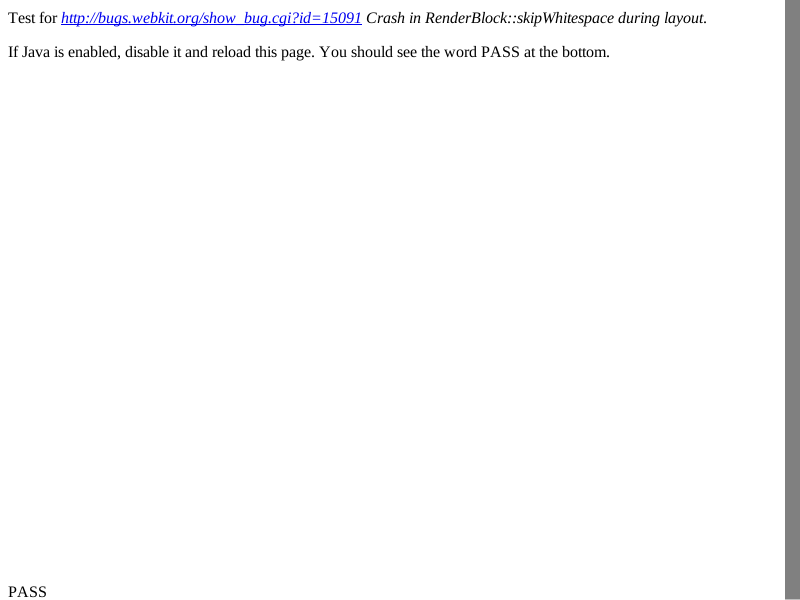 Test for http://bugs.webkit.org/show_bug.cgi?id=15091 Crash in RenderBlock::skipWhitespace during layout.
If Java is enabled, disable it and reload this page. You should see the word PASS at the bottom.
PASS